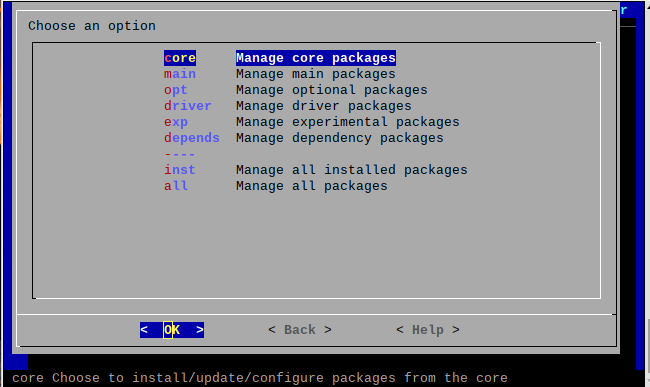 r
Choose an option
core Manage core packages
main Manage main packages
opt Manage optional packages
driver Manage driver packages
exp Manage experimental packages
depends Manage dependency packages
----
inst Manage all installed packages
all Manage all packages
< OK > < Back > < Help >
core Choose to install/update/configure packages from the core